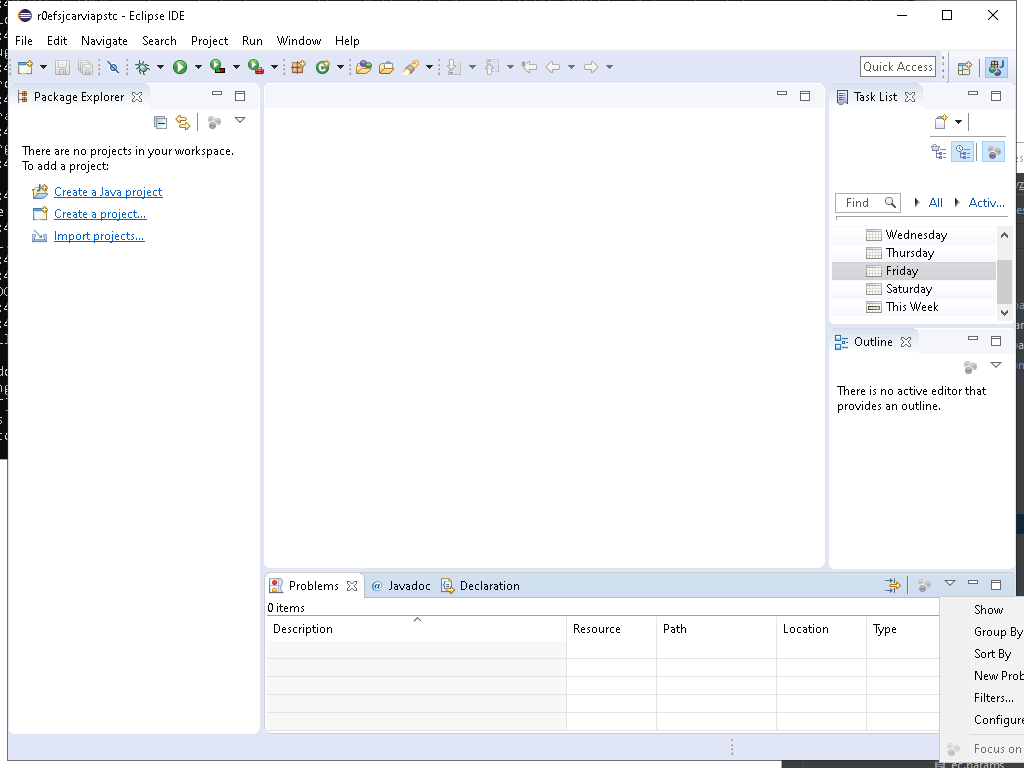 r0efsjcarviapstc - Eclipse IDE
File Edit Navigate Search Project Run Window Help
Quick Access
Package Explorer
There are no projects in your workspace.
To add a project:
Create a Java project
Create a project...
Import projects...
Task List
Find All Activ...
Wednesday
Thursday
Friday
Saturday
This Week
Outline
There is no active editor that
provides an outline.
Problems @ Javadoc Declaration
0 items
Description Resource Path Location Type
Show
Group By
Sort By
New Prob
Filters...
Configure
Focus on
ec.params